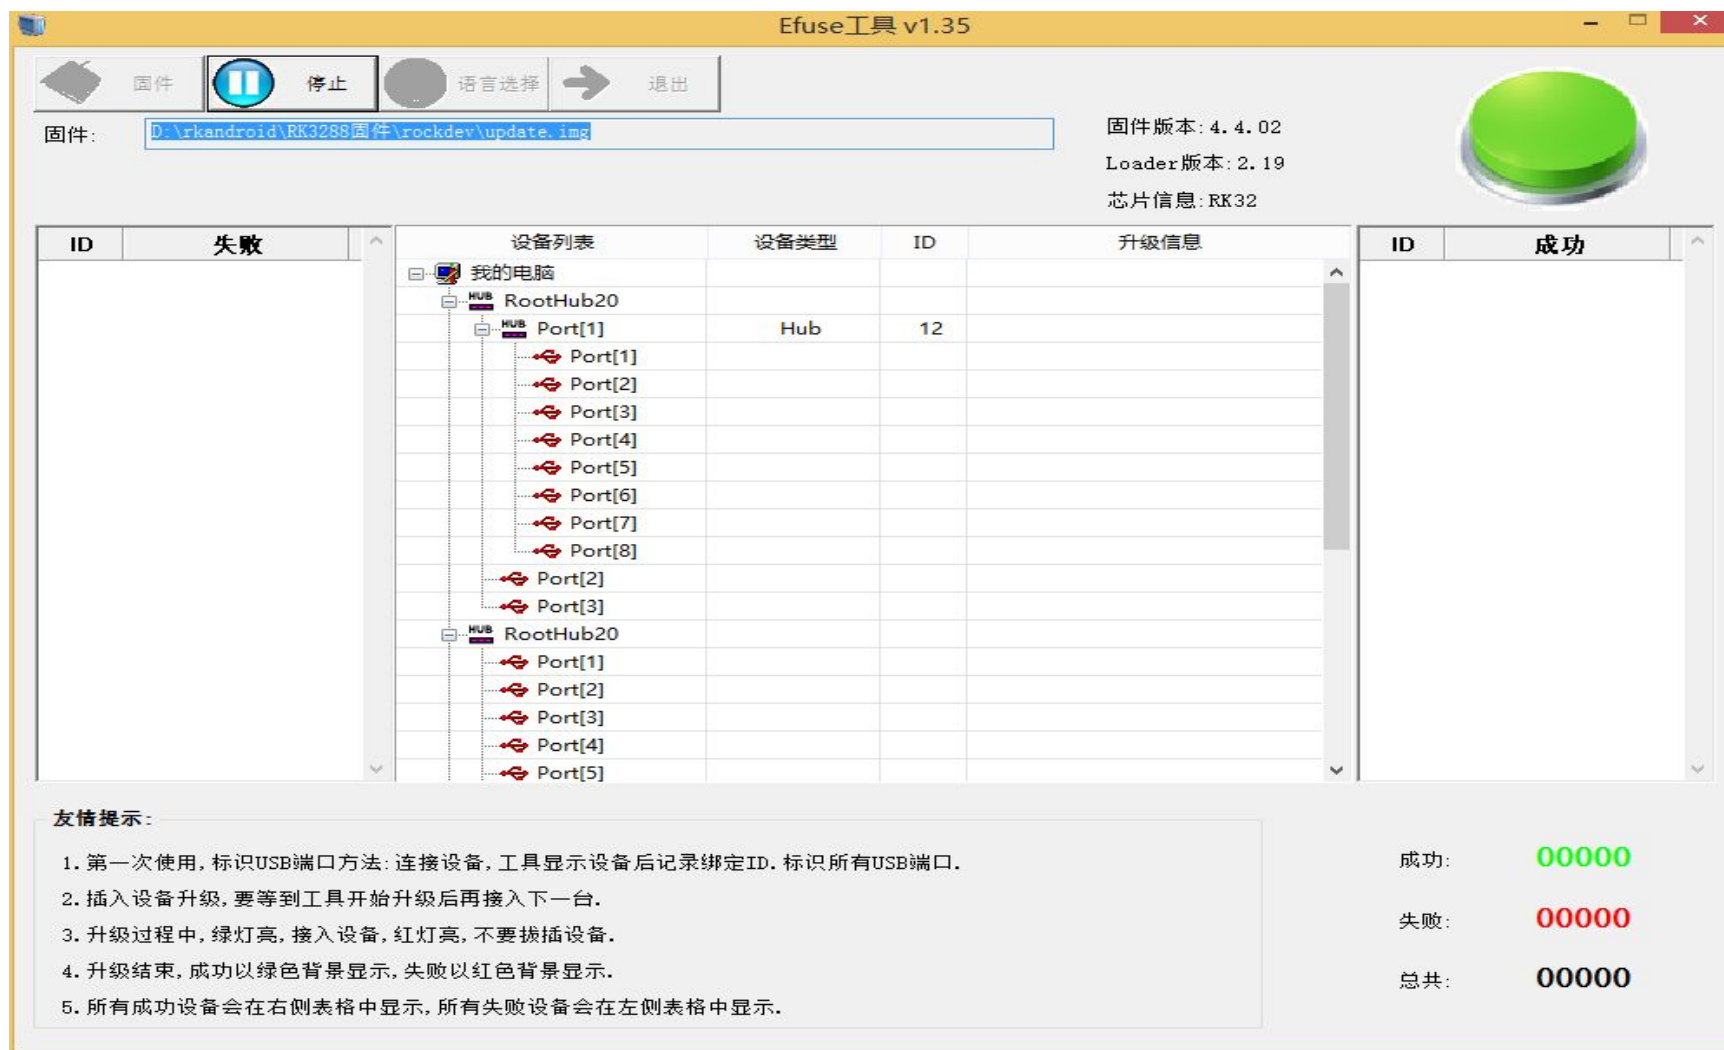 Efuse工具 v1.35
固件 停止 语言选择 退出
固件: D:\rkandroid\RK3288固件\rockdev\update.img
固件版本:4.4.02
Loader版本:2.19
芯片信息:RK32
ID 失败
设备列表 设备类型 ID 升级信息
ID 成功
我的电脑
HUB RootHub20
HUB Port[1] Hub 12
Port[1]
Port[2]
Port[3]
Port[4]
Port[5]
Port[6]
Port[7]
Port[8]
Port[2]
Port[3]
HUB RootHub20
Port[1]
Port[2]
Port[3]
Port[4]
Port[5]
友情提示:
1.第一次使用,标识USB端口方法:连接设备,工具显示设备后记录绑定ID.标识所有USB端口.
2.插入设备升级,要等到工具开始升级后再接入下一台.
3.升级过程中,绿灯亮,接入设备,红灯亮,不要拔插设备.
4.升级结束,成功以绿色背景显示,失败以红色背景显示.
5.所有成功设备会在右侧表格中显示,所有失败设备会在左侧表格中显示.
成功: 00000
失败: 00000
总共: 00000